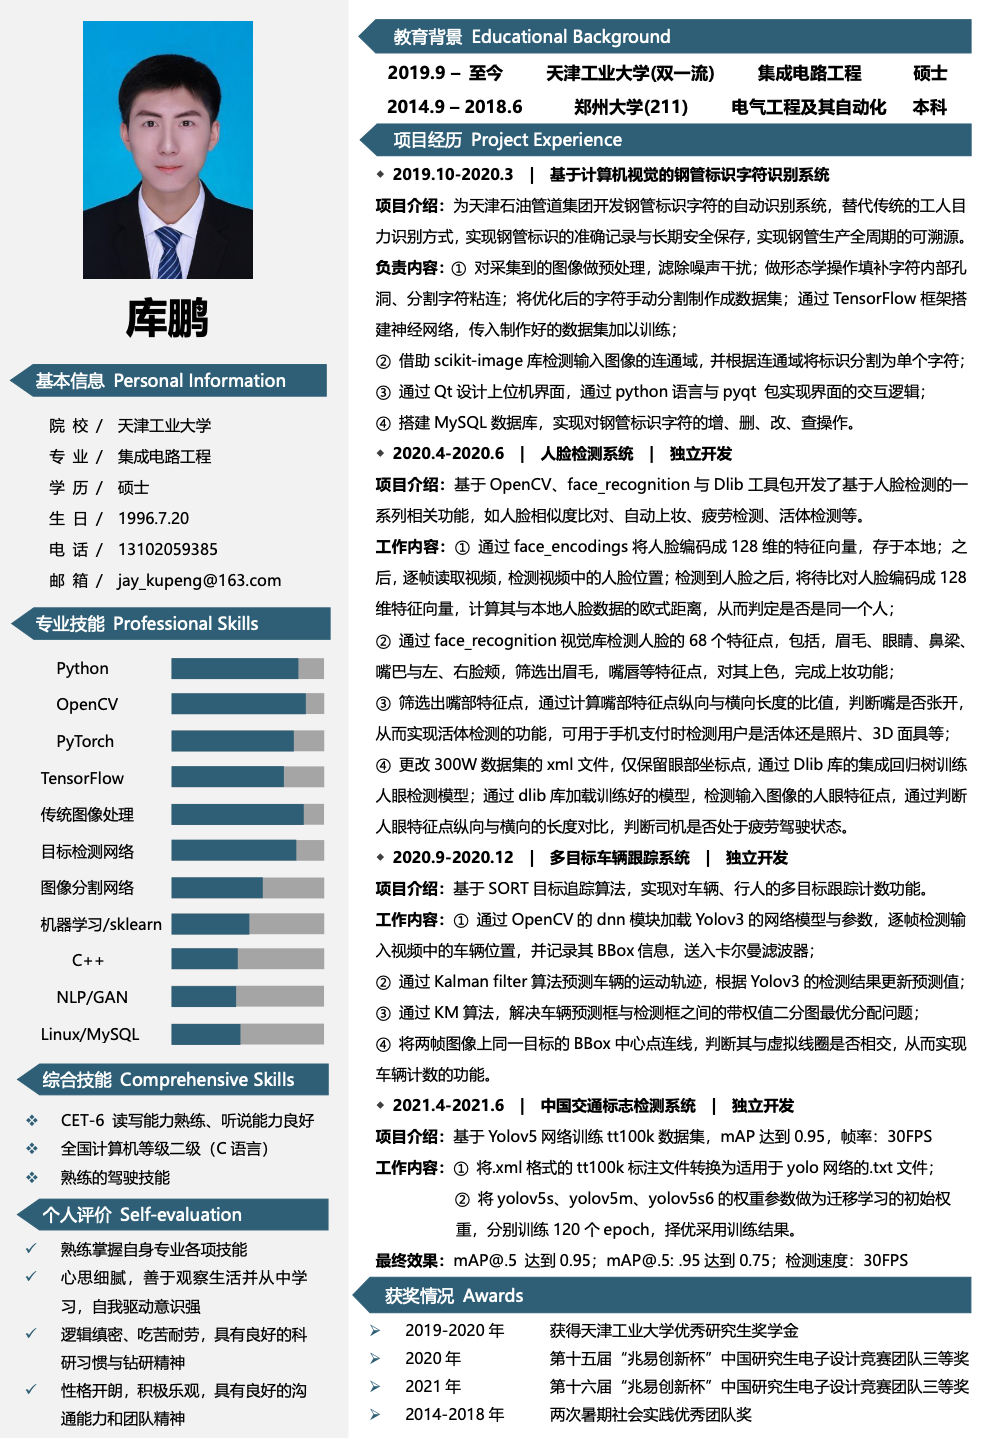 库鹏
基本信息 Personal Information
院 校 / 天津工业大学
专 业 / 集成电路工程
学 历 / 硕士
生 日 / 1996.7.20
电 话 / 13102059385
邮 箱 / jay_kupeng@163.com
专业技能 Professional Skills
Python
OpenCV
PyTorch
TensorFlow
传统图像处理
目标检测网络
图像分割网络
机器学习/sklearn
C++
NLP/GAN
Linux/MySQL
综合技能 Comprehensive Skills
❖ CET-6 读写能力熟练、听说能力良好
❖ 全国计算机等级二级（C 语言）
❖ 熟练的驾驶技能
个人评价 Self-evaluation
✓ 熟练掌握自身专业各项技能
✓ 心思细腻，善于观察生活并从中学
习，自我驱动意识强
✓ 逻辑缜密、吃苦耐劳，具有良好的科
研习惯与钻研精神
✓ 性格开朗，积极乐观，具有良好的沟
通能力和团队精神
教育背景 Educational Background
2019.9 – 至今 天津工业大学(双一流) 集成电路工程 硕士
2014.9 – 2018.6 郑州大学(211) 电气工程及其自动化 本科
项目经历 Project Experience
◆ 2019.10-2020.3 | 基于计算机视觉的钢管标识字符识别系统
项目介绍：为天津石油管道集团开发钢管标识字符的自动识别系统，替代传统的工人目
力识别方式，实现钢管标识的准确记录与长期安全保存，实现钢管生产全周期的可溯源。
负责内容：① 对采集到的图像做预处理，滤除噪声干扰；做形态学操作填补字符内部孔
洞、分割字符粘连；将优化后的字符手动分割制作成数据集；通过 TensorFlow 框架搭
建神经网络，传入制作好的数据集加以训练；
② 借助 scikit-image 库检测输入图像的连通域，并根据连通域将标识分割为单个字符；
③ 通过 Qt 设计上位机界面，通过 python 语言与 pyqt 包实现界面的交互逻辑；
④ 搭建 MySQL 数据库，实现对钢管标识字符的增、删、改、查操作。
◆ 2020.4-2020.6 | 人脸检测系统 | 独立开发
项目介绍：基于 OpenCV、face_recognition 与 Dlib 工具包开发了基于人脸检测的一
系列相关功能，如人脸相似度比对、自动上妆、疲劳检测、活体检测等。
工作内容：① 通过 face_encodings 将人脸编码成 128 维的特征向量，存于本地；之
后，逐帧读取视频，检测视频中的人脸位置；检测到人脸之后，将待比对人脸编码成 128
维特征向量，计算其与本地人脸数据的欧式距离，从而判定是否是同一个人；
② 通过 face_recognition 视觉库检测人脸的 68 个特征点，包括，眉毛、眼睛、鼻梁、
嘴巴与左、右脸颊，筛选出眉毛，嘴唇等特征点，对其上色，完成上妆功能；
③ 筛选出嘴部特征点，通过计算嘴部特征点纵向与横向长度的比值，判断嘴是否张开，
从而实现活体检测的功能，可用于手机支付时检测用户是活体还是照片、3D 面具等；
④ 更改 300W 数据集的 xml 文件，仅保留眼部坐标点，通过 Dlib 库的集成回归树训练
人眼检测模型；通过 dlib 库加载训练好的模型，检测输入图像的人眼特征点，通过判断
人眼特征点纵向与横向的长度对比，判断司机是否处于疲劳驾驶状态。
◆ 2020.9-2020.12 | 多目标车辆跟踪系统 | 独立开发
项目介绍：基于 SORT 目标追踪算法，实现对车辆、行人的多目标跟踪计数功能。
工作内容：① 通过 OpenCV 的 dnn 模块加载 Yolov3 的网络模型与参数，逐帧检测输
入视频中的车辆位置，并记录其 BBox 信息，送入卡尔曼滤波器；
② 通过 Kalman filter 算法预测车辆的运动轨迹，根据 Yolov3 的检测结果更新预测值；
③ 通过 KM 算法，解决车辆预测框与检测框之间的带权值二分图最优分配问题；
④ 将两帧图像上同一目标的 BBox 中心点连线，判断其与虚拟线圈是否相交，从而实现
车辆计数的功能。
◆ 2021.4-2021.6 | 中国交通标志检测系统 | 独立开发
项目介绍：基于 Yolov5 网络训练 tt100k 数据集，mAP 达到 0.95，帧率：30FPS
工作内容：① 将.xml 格式的 tt100k 标注文件转换为适用于 yolo 网络的.txt 文件；
② 将 yolov5s、yolov5m、yolov5s6 的权重参数做为迁移学习的初始权
重，分别训练 120 个 epoch，择优采用训练结果。
最终效果：mAP@.5 达到 0.95；mAP@.5: .95 达到 0.75；检测速度：30FPS
获奖情况 Awards
➢ 2019-2020 年 获得天津工业大学优秀研究生奖学金
➢ 2020 年 第十五届“兆易创新杯”中国研究生电子设计竞赛团队三等奖
➢ 2021 年 第十六届“兆易创新杯”中国研究生电子设计竞赛团队三等奖
➢ 2014-2018 年 两次暑期社会实践优秀团队奖